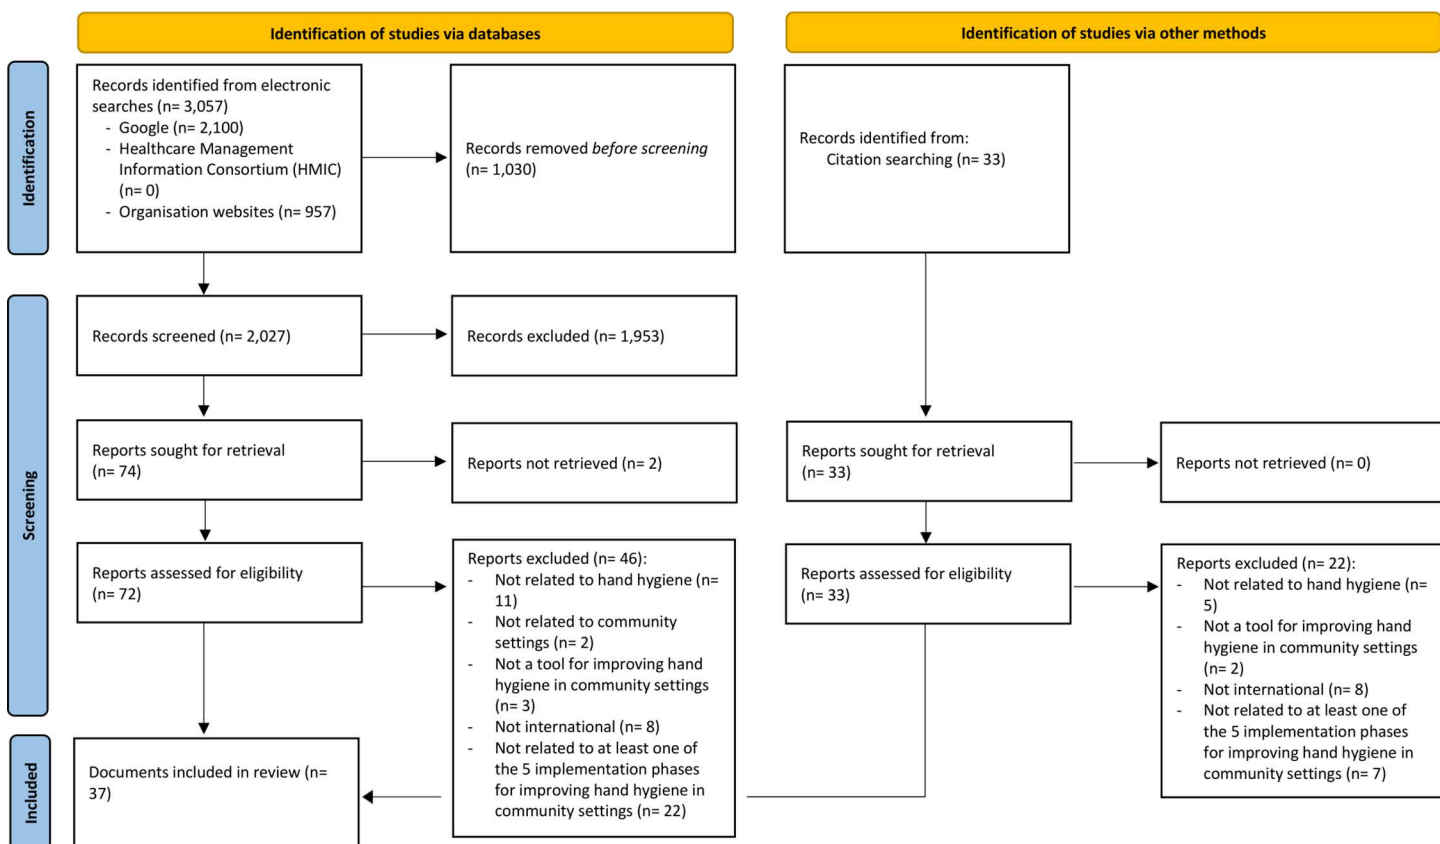 Identification of studies via databases
Identification of studies via other methods
Identification
Records identified from electronic
searches (n= 3,057)
- Google (n= 2,100)
- Healthcare Management
Information Consortium (HMIC)
(n= 0)
- Organisation websites (n= 957)
Records removed before screening
(n= 1,030)
Records identified from:
Citation searching (n= 33)
Screening
Records screened (n= 2,027)
Records excluded (n= 1,953)
Reports sought for retrieval
(n= 74)
Reports not retrieved (n= 2)
Reports sought for retrieval
(n= 33)
Reports not retrieved (n= 0)
Reports assessed for eligibility
(n= 72)
Reports excluded (n= 46):
- Not related to hand hygiene (n=
11)
- Not related to community
settings (n= 2)
- Not a tool for improving hand
hygiene in community settings
(n= 3)
- Not international (n= 8)
- Not related to at least one of
the 5 implementation phases
for improving hand hygiene in
community settings (n= 22)
Reports assessed for eligibility
(n= 33)
Reports excluded (n= 22):
- Not related to hand hygiene (n=
5)
- Not a tool for improving hand
hygiene in community settings
(n= 2)
- Not international (n= 8)
- Not related to at least one of
the 5 implementation phases
for improving hand hygiene in
community settings (n= 7)
Included
Documents included in review (n=
37)